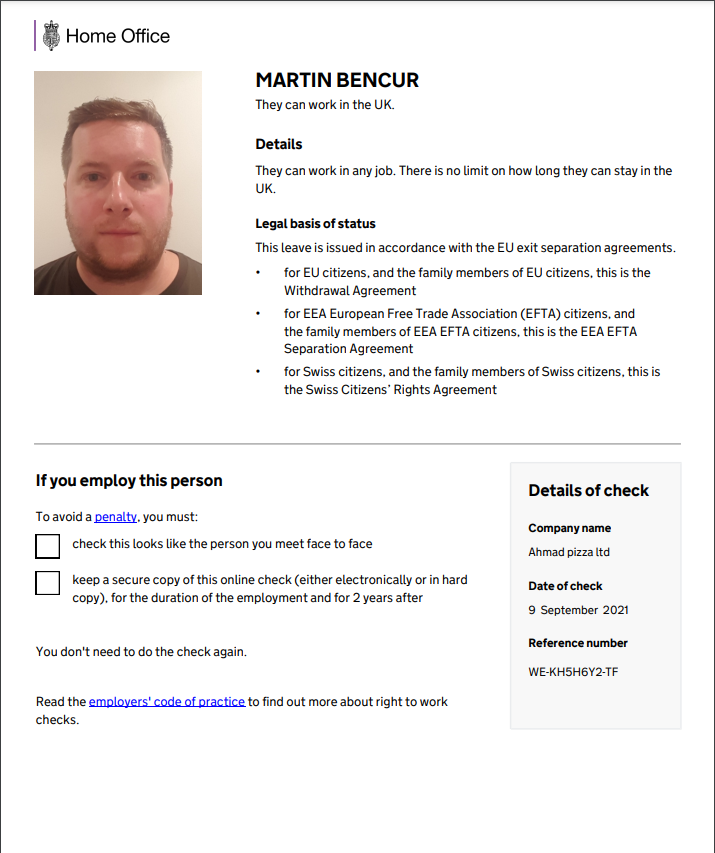 Home Office
MARTIN BENCUR
They can work in the UK.
Details
They can work in any job. There is no limit on how long they can stay in the
UK.
Legal basis of status
This leave is issued in accordance with the EU exit separation agreements.
• for EU citizens, and the family members of EU citizens, this is the
Withdrawal Agreement
• for EEA European Free Trade Association (EFTA) citizens, and
the family members of EEA EFTA citizens, this is the EEA EFTA
Separation Agreement
• for Swiss citizens, and the family members of Swiss citizens, this is
the Swiss Citizens’ Rights Agreement
If you employ this person
To avoid a penalty, you must:
check this looks like the person you meet face to face
keep a secure copy of this online check (either electronically or in hard
copy), for the duration of the employment and for 2 years after
You don't need to do the check again.
Read the employers' code of practice to find out more about right to work
checks.
Details of check
Company name
Ahmad pizza ltd
Date of check
9 September 2021
Reference number
WE-KH5H6Y2-TF